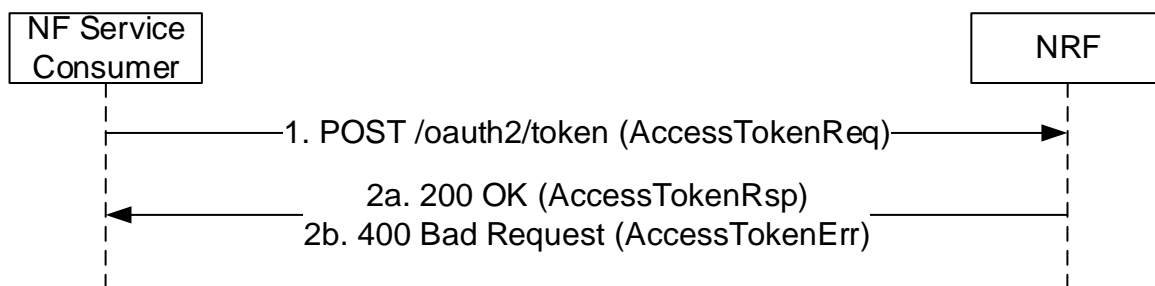 NF Service
Consumer
NRF
1. POST /oauth2/token (AccessTokenReq)
2a. 200 OK (AccessTokenRsp)
2b. 400 Bad Request (AccessTokenErr)